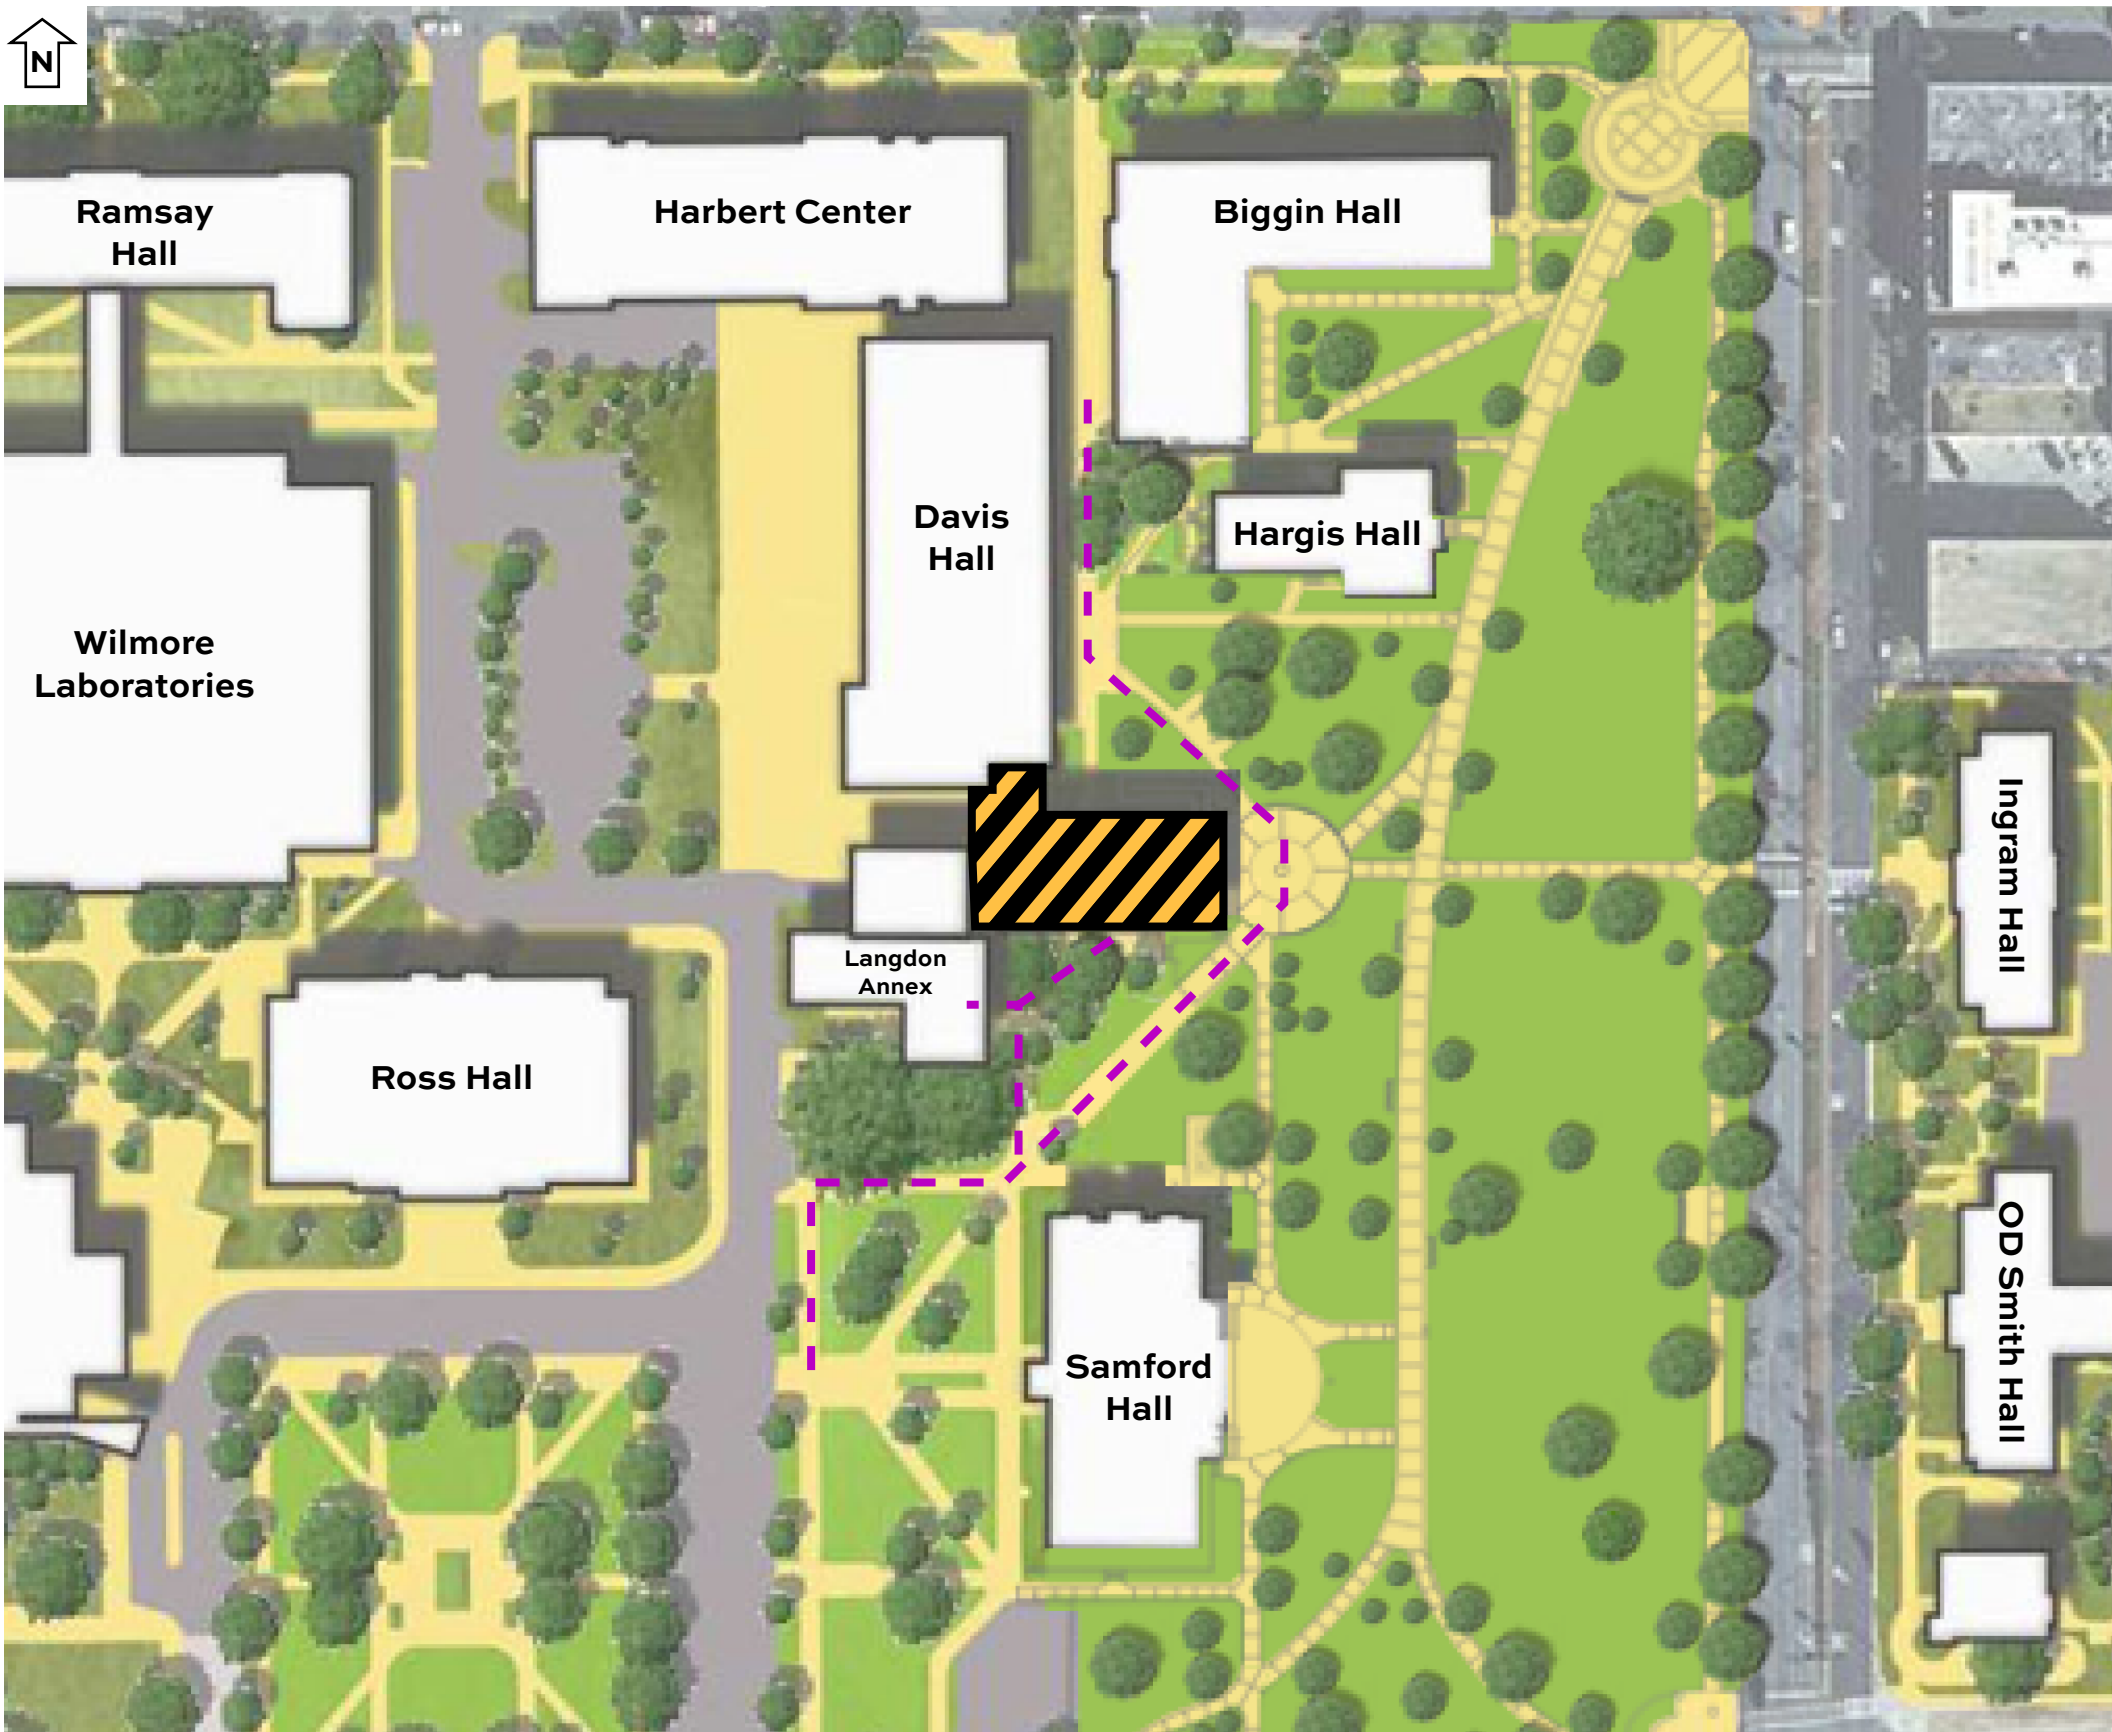 N
Ramsay
Hall
Harbert Center
Biggin Hall
Davis
Hall
Hargis Hall
Wilmore
Laboratories
Ingram Hall
Langdon
Annex
Ross Hall
OD Smith Hall
Samford
Hall